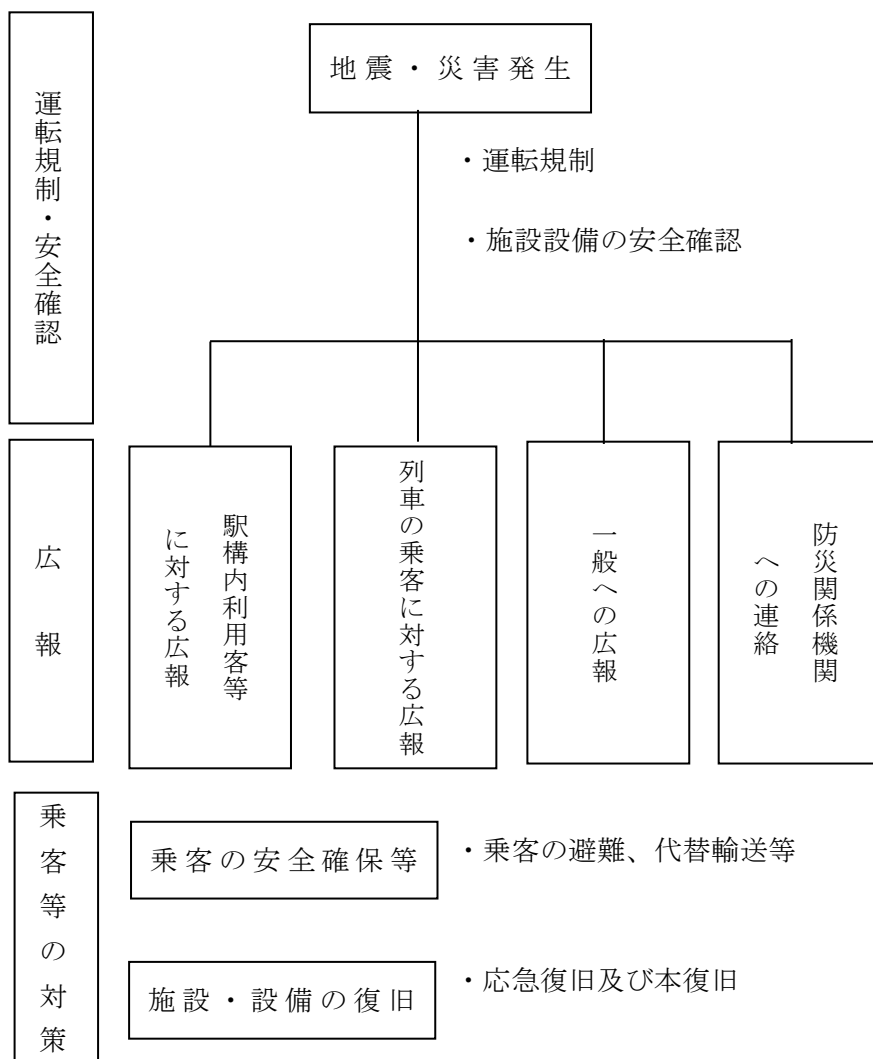 運転規制・安全確認
地震・災害発生
・運転規制
・施設設備の安全確認
広報
駅構内利用客等
に対する広報
列車の乗客に対する広報
一般への広報
防災関係機関
への連絡
乗客等の対策
乗客の安全確保等
・乗客の避難、代替輸送等
施設・設備の復旧
・応急復旧及び本復旧